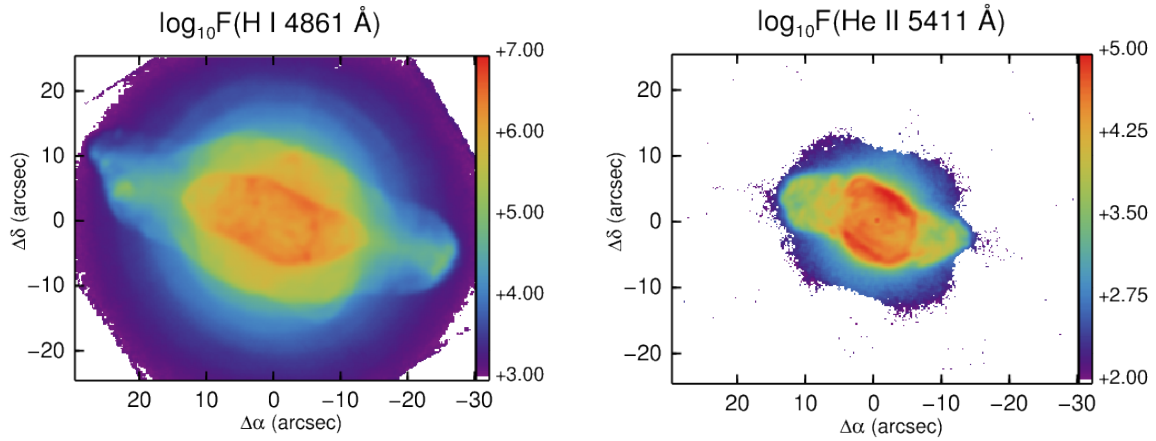 log₁₀F(H I 4861 Å)
+7.00
+6.00
+5.00
+4.00
+3.00
20
10
0
−10
−20
Δδ (arcsec)
20 10 0 −10 −20 −30
Δα (arcsec)
log₁₀F(He II 5411 Å)
+5.00
+4.25
+3.50
+2.75
+2.00
20
10
0
−10
−20
Δδ (arcsec)
20 10 0 −10 −20 −30
Δα (arcsec)